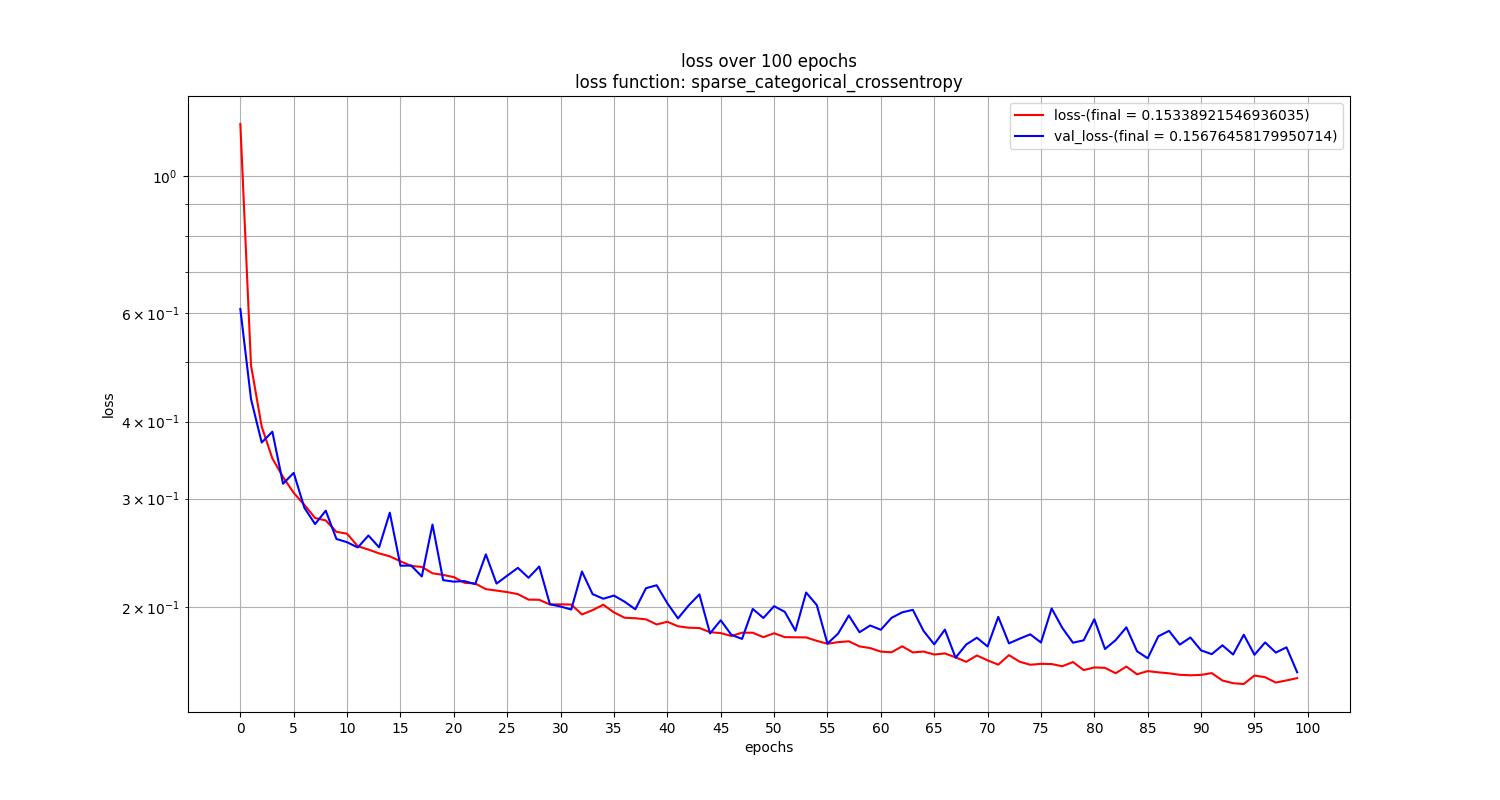 loss over 100 epochs
loss function: sparse_categorical_crossentropy
loss-(final = 0.15338921546936035)
val_loss-(final = 0.15676458179950714)
10⁰
6 × 10⁻¹
4 × 10⁻¹
3 × 10⁻¹
2 × 10⁻¹
loss
0 5 10 15 20 25 30 35 40 45 50 55 60 65 70 75 80 85 90 95 100
epochs